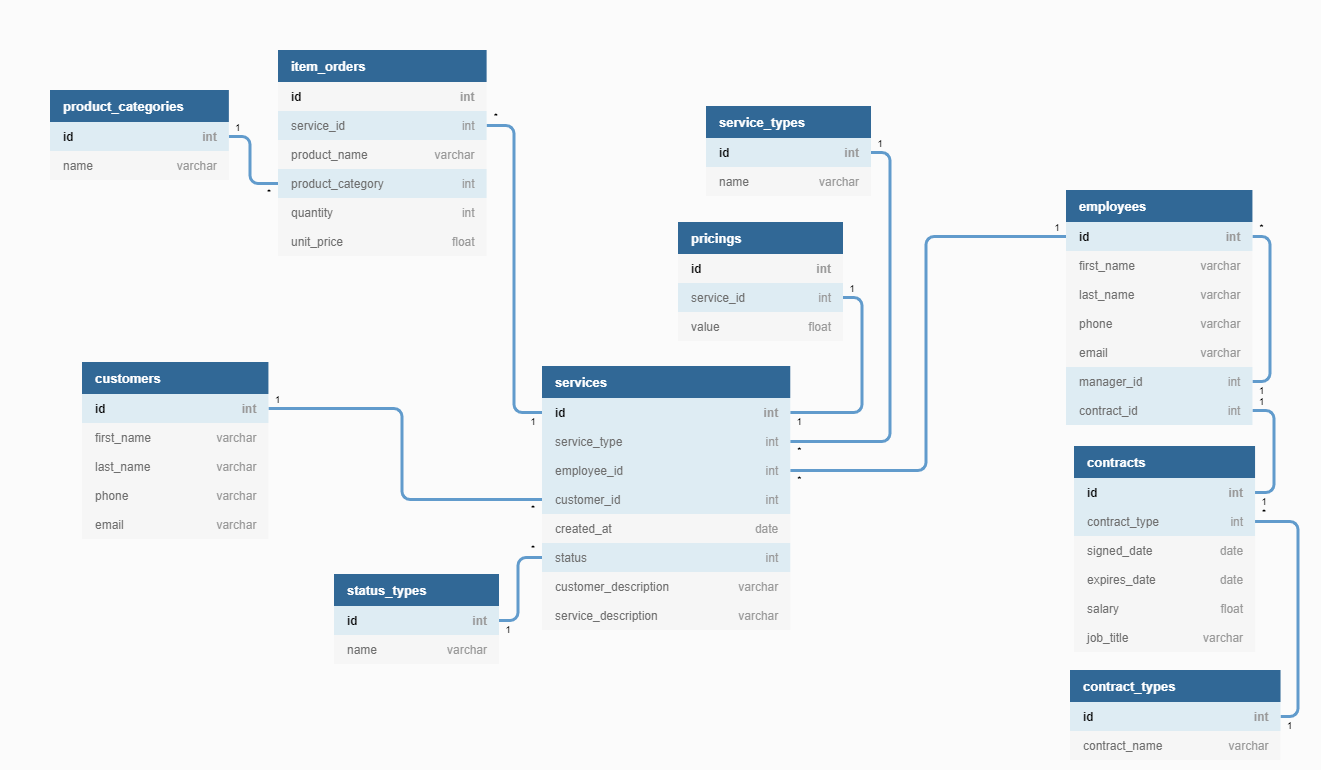 item_orders
id int
service_id int
product_name varchar
product_category int
quantity int
unit_price float
product_categories
id int
name varchar
1
*
*
1
service_types
id int
name varchar
1
pricings
id int
service_id int
value float
1
employees
id int
first_name varchar
last_name varchar
phone varchar
email varchar
manager_id int
contract_id int
1
*
1
1
customers
id int
first_name varchar
last_name varchar
phone varchar
email varchar
1
services
id int
service_type int
employee_id int
customer_id int
created_at date
status int
customer_description varchar
service_description varchar
1
*
*
*
*
status_types
id int
name varchar
1
contracts
id int
contract_type int
signed_date date
expires_date date
salary float
job_title varchar
1
*
contract_types
id int
contract_name varchar
1